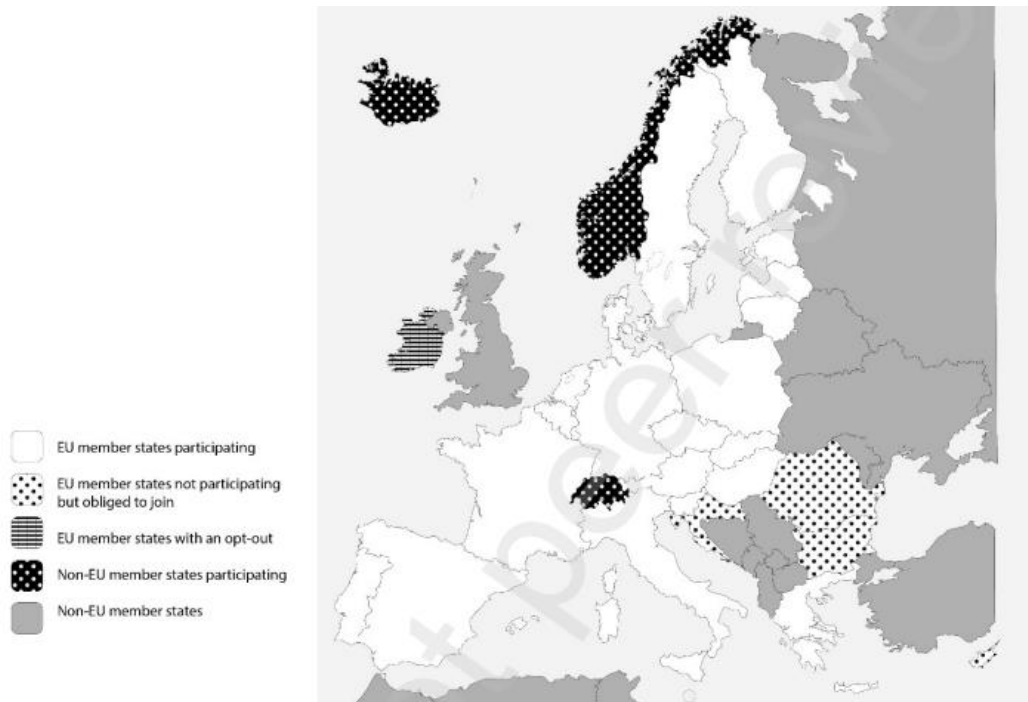 EU member states participating
EU member states not participating
but obliged to join
EU member states with an opt-out
Non-EU member states participating
Non-EU member states
peer